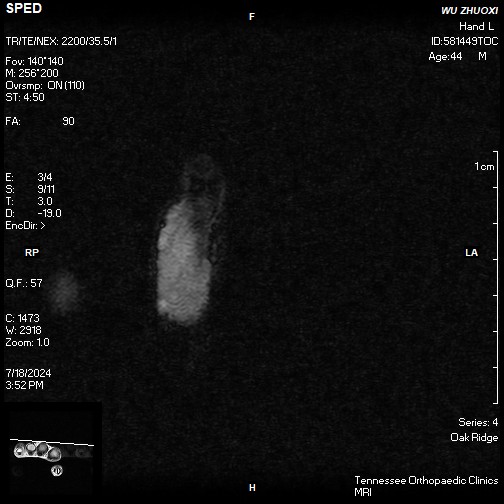 SPED
F
WU ZHUOXI
Hand L
TR/TE/NEX: 2200/35.5/1
ID:581449TOC
Age:44 M
Fov: 140*140
M: 256*200
Ovrsmp: ON (110)
ST: 4:50
FA: 90
1cm
E: 3/4
S: 9/11
T: 3.0
D: -19.0
EncDir: >
RP
LA
Q.F.: 57
C: 1473
W: 2918
Zoom: 1.0
7/18/2024
3:52 PM
Series: 4
Oak Ridge
H
Tennessee Orthopaedic Clinics
MRI